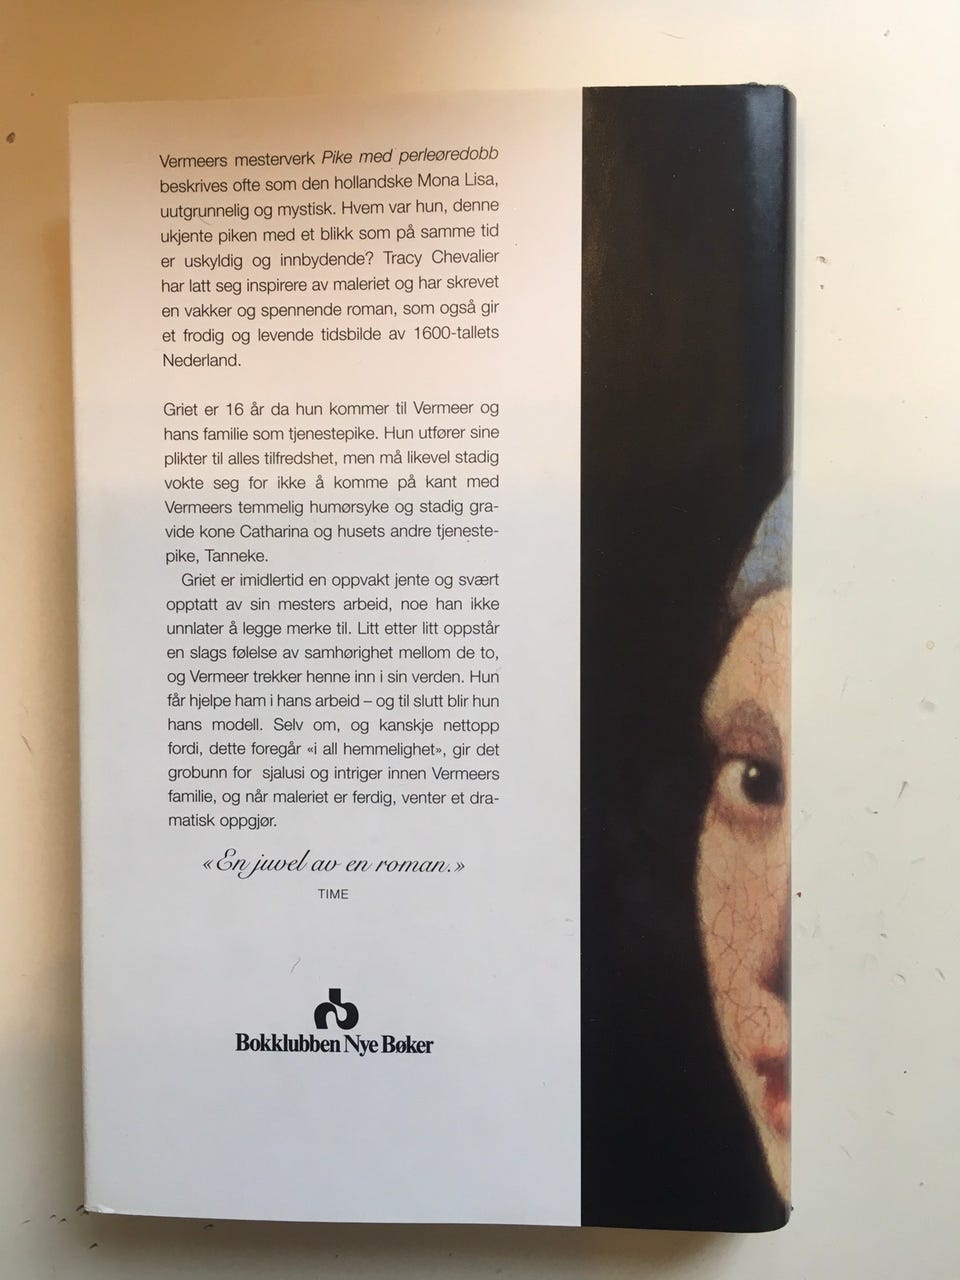 Vermeers mesterverk Pike med perleøredobb
beskrives ofte som den hollandske Mona Lisa,
uutgrunnelig og mystisk. Hvem var hun, denne
ukjente piken med et blikk som på samme tid
er uskyldig og innbydende? Tracy Chevalier
har latt seg inspirere av maleriet og har skrevet
en vakker og spennende roman, som også gir
et frodig og levende tidsbilde av 1600-tallets
Nederland.
Griet er 16 år da hun kommer til Vermeer og
hans familie som tjenestepike. Hun utfører sine
plikter til alles tilfredshet, men må likevel stadig
vokte seg for ikke å komme på kant med
Vermeers temmelig humørsyke og stadig gra-
vide kone Catharina og husets andre tjeneste-
pike, Tanneke.
Griet er imidlertid en oppvakt jente og svært
opptatt av sin mesters arbeid, noe han ikke
unnlater å legge merke til. Litt etter litt oppstår
en slags følelse av samhørighet mellom de to,
og Vermeer trekker henne inn i sin verden. Hun
får hjelpe ham i hans arbeid – og til slutt blir hun
hans modell. Selv om, og kanskje nettopp
fordi, dette foregår «i all hemmelighet», gir det
grobunn for sjalusi og intriger innen Vermeers
familie, og når maleriet er ferdig, venter et dra-
matisk oppgjør.
«En juvel av en roman.»
TIME
Bokklubben Nye Bøker